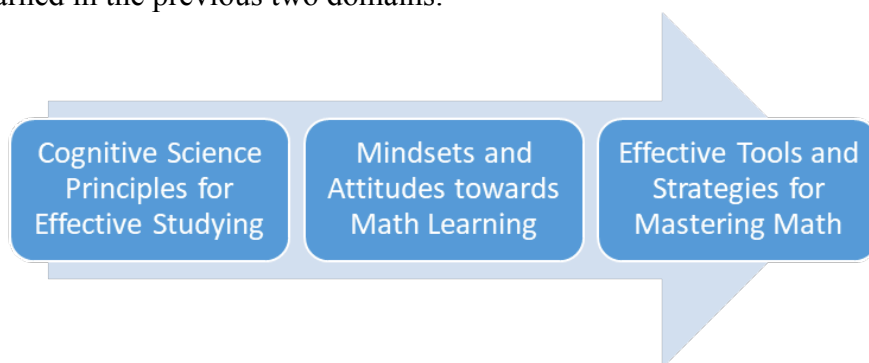 in the previous two domains.
Cognitive Science
Principles for
Effective Studying
Mindsets and
Attitudes towards
Math Learning
Effective Tools and
Strategies for
Mastering Math